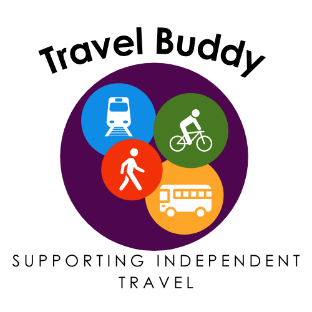 Travel Buddy
SUPPORTING INDEPENDENT
TRAVEL